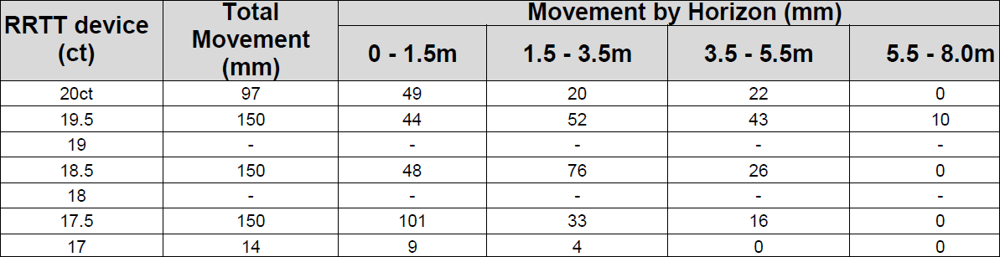 RRTT device (ct) Total Movement (mm) Movement by Horizon (mm)
0 - 1.5m 1.5 - 3.5m 3.5 - 5.5m 5.5 - 8.0m
20ct 97 49 20 22 0
19.5 150 44 52 43 10
19 - - - - -
18.5 150 48 76 26 0
18 - - - - -
17.5 150 101 33 16 0
17 14 9 4 0 0